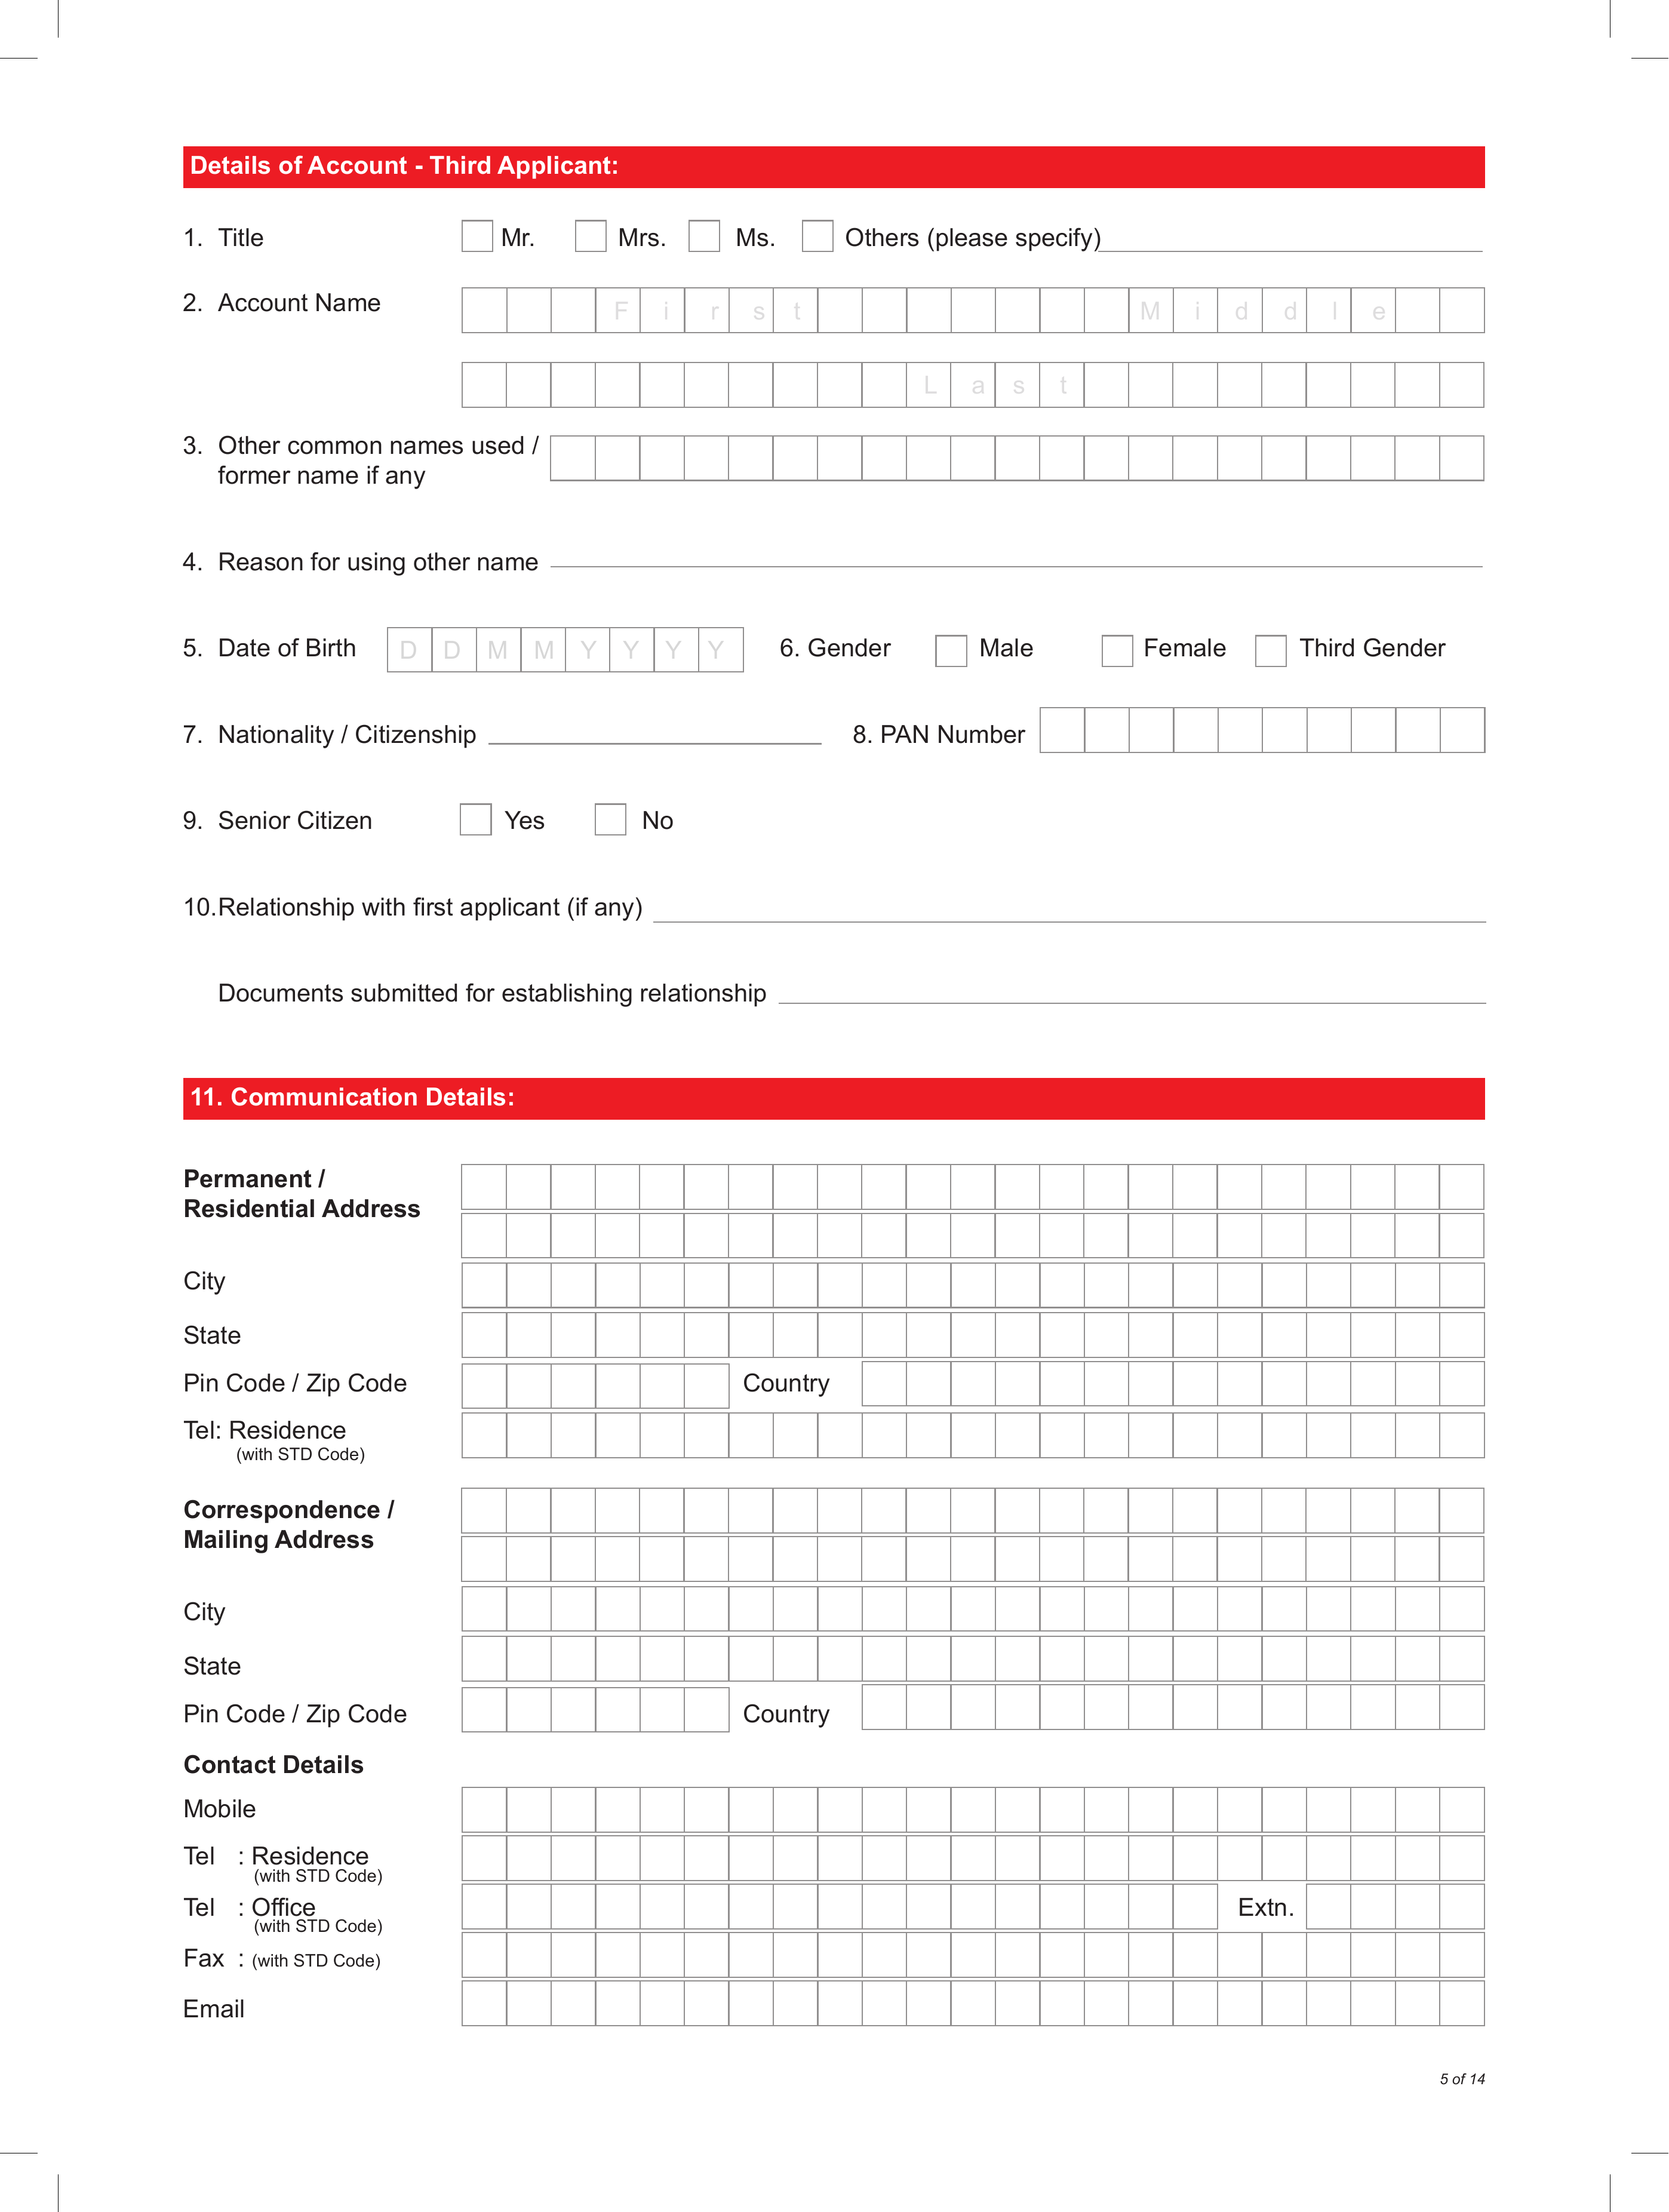 Details of Account - Third Applicant:
1. Title Mr. Mrs. Ms. Others (please specify)
2. Account Name First Middle
Last
3. Other common names used /
former name if any
4. Reason for using other name
5. Date of Birth D D M M Y Y Y Y 6. Gender Male Female Third Gender
7. Nationality / Citizenship 8. PAN Number
9. Senior Citizen Yes No
10. Relationship with first applicant (if any)
Documents submitted for establishing relationship
11. Communication Details:
Permanent /
Residential Address
City
State
Pin Code / Zip Code Country
Tel: Residence
(with STD Code)
Correspondence /
Mailing Address
City
State
Pin Code / Zip Code Country
Contact Details
Mobile
Tel : Residence
(with STD Code)
Tel : Office Extn.
(with STD Code)
Fax : (with STD Code)
Email
5 of 14